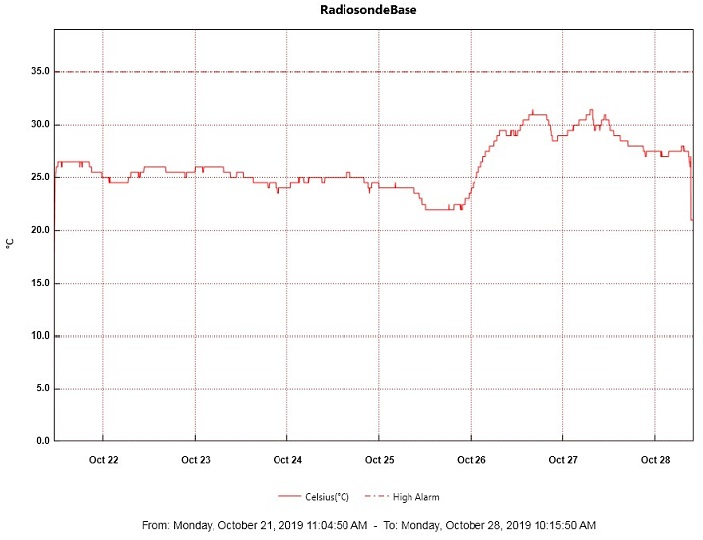 RadiosondeBase
35.0
30.0
25.0
20.0
°C
15.0
10.0
5.0
0.0
Oct 22 Oct 23 Oct 24 Oct 25 Oct 26 Oct 27 Oct 28
Celsius(°C) High Alarm
From: Monday, October 21, 2019 11:04:50 AM - To: Monday, October 28, 2019 10:15:50 AM